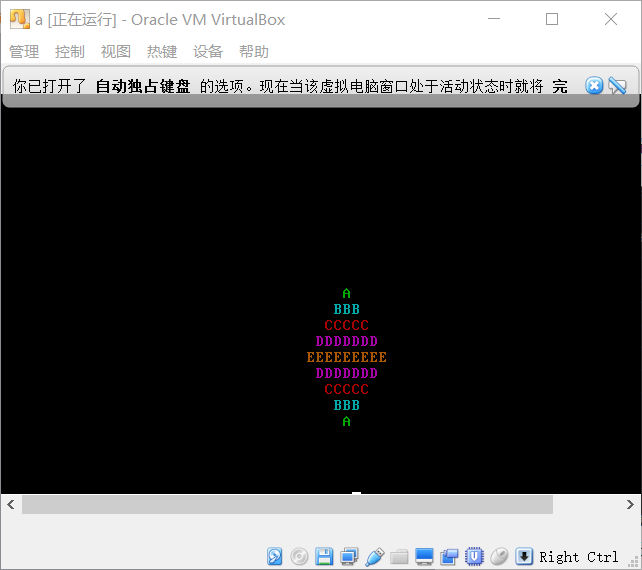 a [正在运行] - Oracle VM VirtualBox
管理 控制 视图 热键 设备 帮助
你已打开了 自动独占键盘 的选项。现在当该虚拟电脑窗口处于活动状态时就将 完
A
BBB
CCCCC
DDDDDDD
EEEEEEEEE
DDDDDDD
CCCCC
BBB
A
Right Ctrl